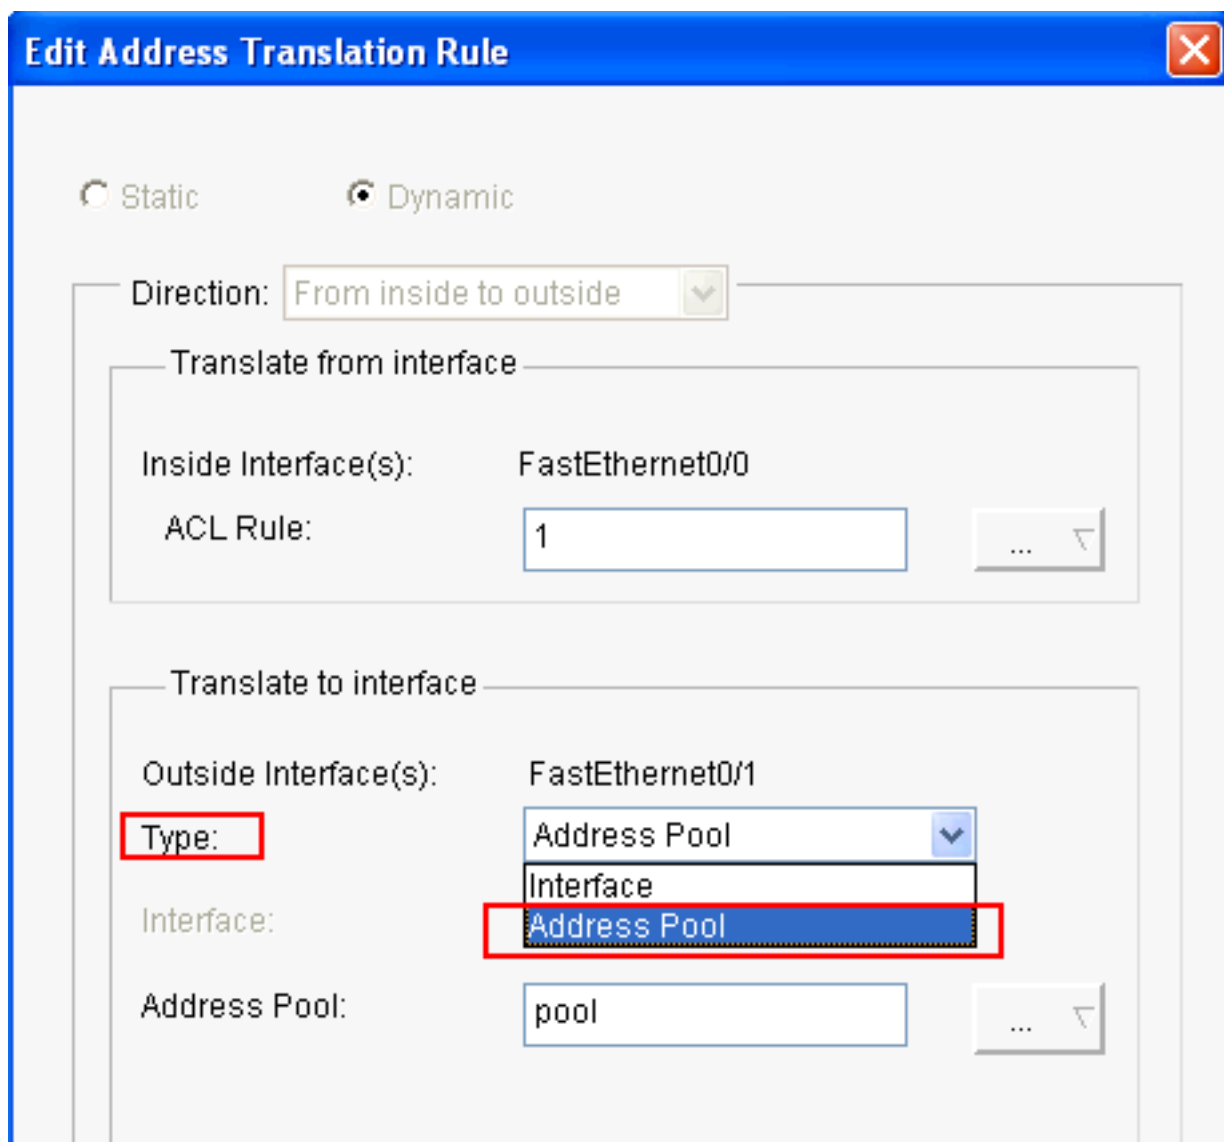 Edit Address Translation Rule
Static Dynamic
Direction: From inside to outside
Translate from interface
Inside Interface(s): FastEthernet0/0
ACL Rule: 1 ...
Translate to interface
Outside Interface(s): FastEthernet0/1
Type: Address Pool
Interface
Interface: Address Pool
Address Pool: pool ...